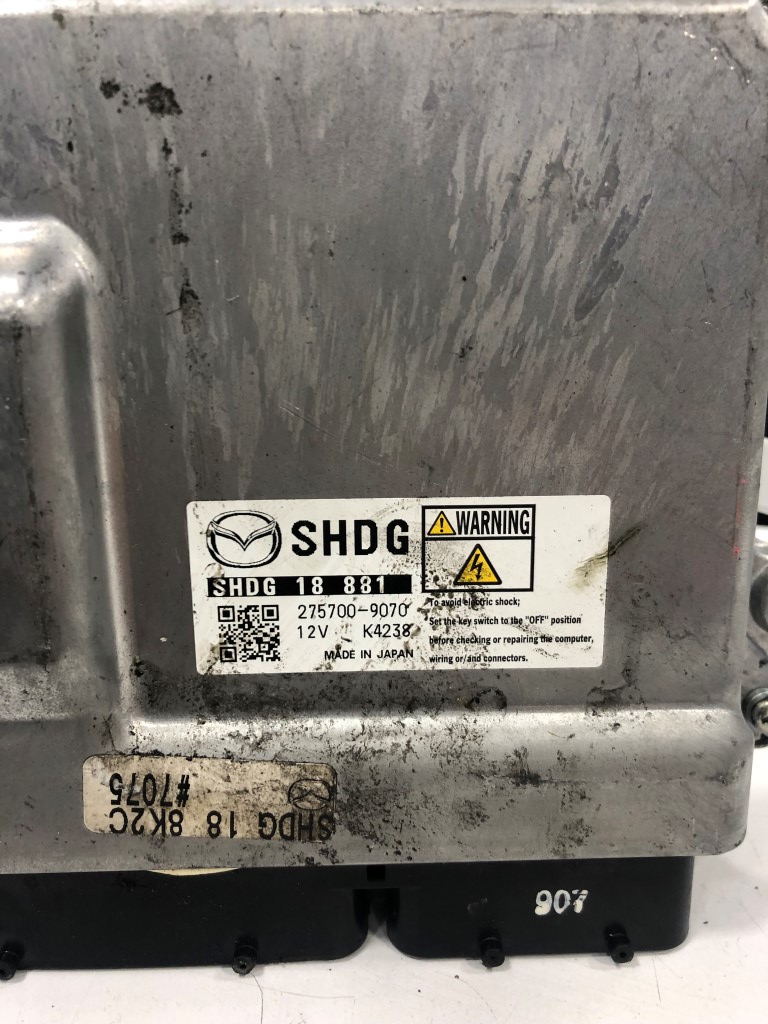 SHDG
SHDG 18 881
275700-9070
12V K4238
MADE IN JAPAN
WARNING
To avoid electric shock;
Set the key switch to the "OFF" position
before checking or repairing the computer,
wiring or/and connectors.
SHDG 18 8K2C
#7075
907